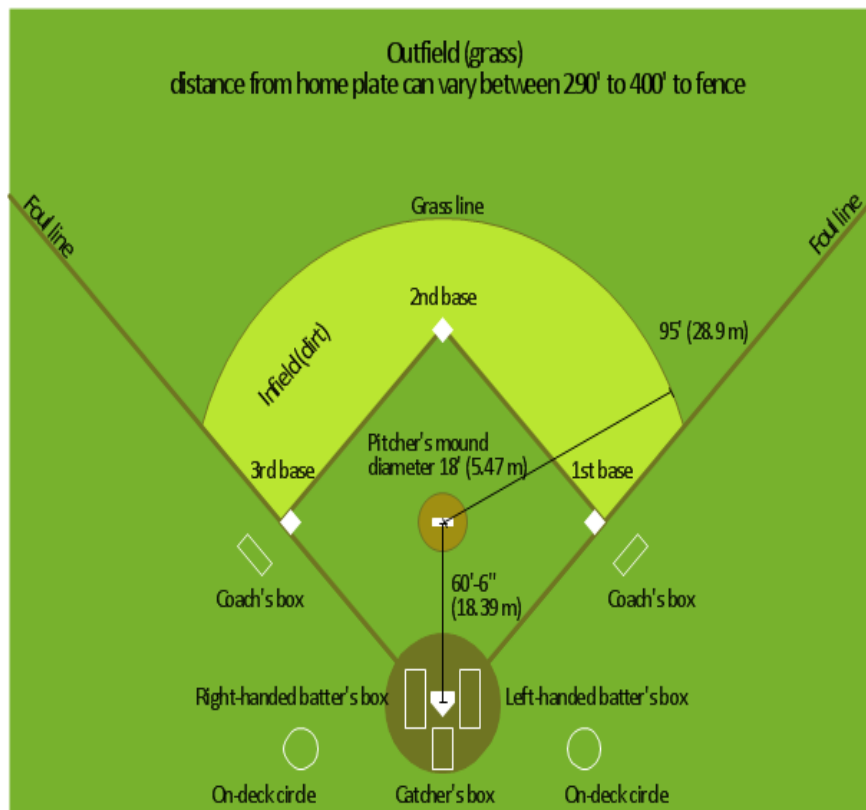 Outfield (grass)
distance from home plate can vary between 290' to 400' to fence
Foul line
Grass line
Foul line
2nd base
95' (28.9 m)
Infield (dirt)
Pitcher's mound
diameter 18' (5.47 m)
3rd base
1st base
60'-6"
(18.39 m)
Coach's box
Coach's box
Right-handed batter's box
Left-handed batter's box
On-deck circle
Catcher's box
On-deck circle